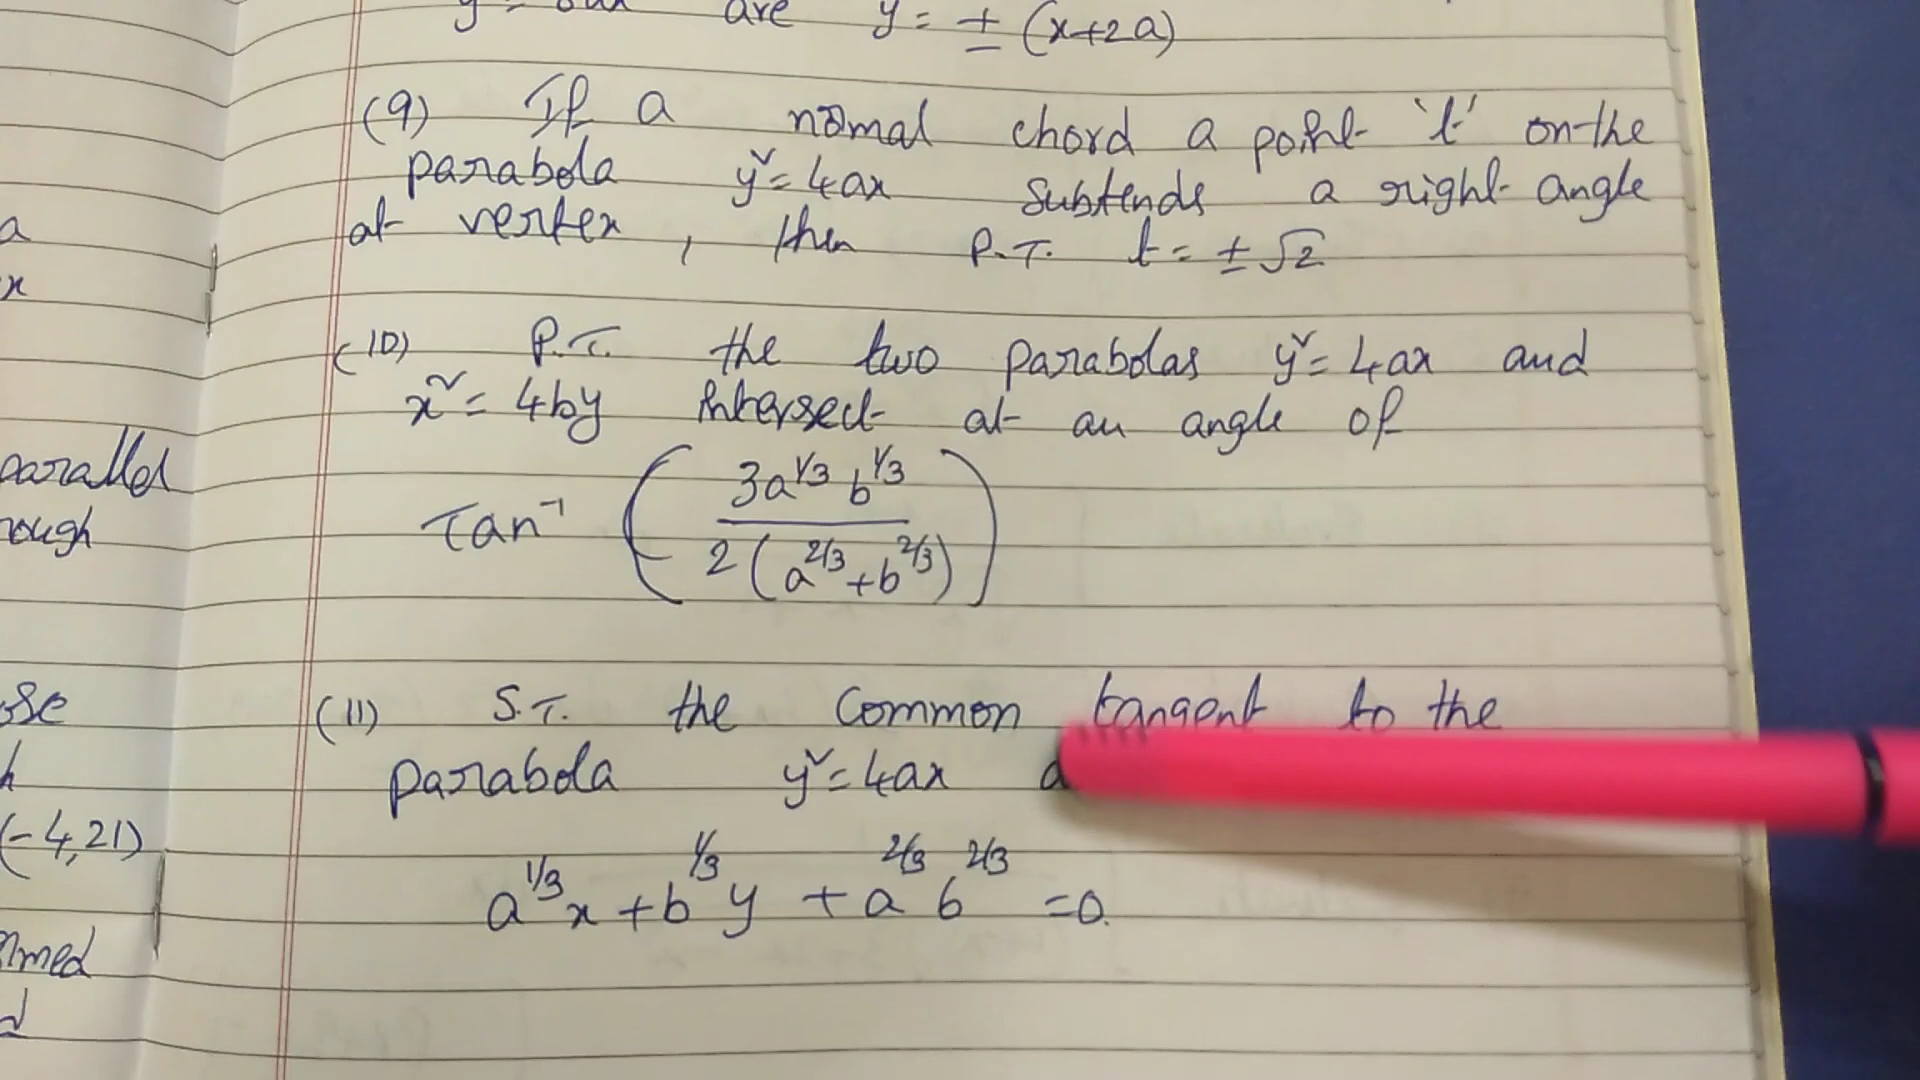 are y = ± (x+2a)
(9) If a normal chord a point 't' on the
parabola y² = 4ax subtends a right angle
at vertex, then P.T. t = ± √2
(10) P.T. the two parabolas y² = 4ax and
x² = 4by intersect at an angle of
Tan⁻¹ ( 3a^1/3 b^1/3 / 2 (a^2/3 + b^2/3) )
(11) S.T. the common tangent to the
parabola y² = 4ax
a^1/3 x + b^1/3 y + a^2/3 b^2/3 = 0.
a
x
parallel
(-4,21)